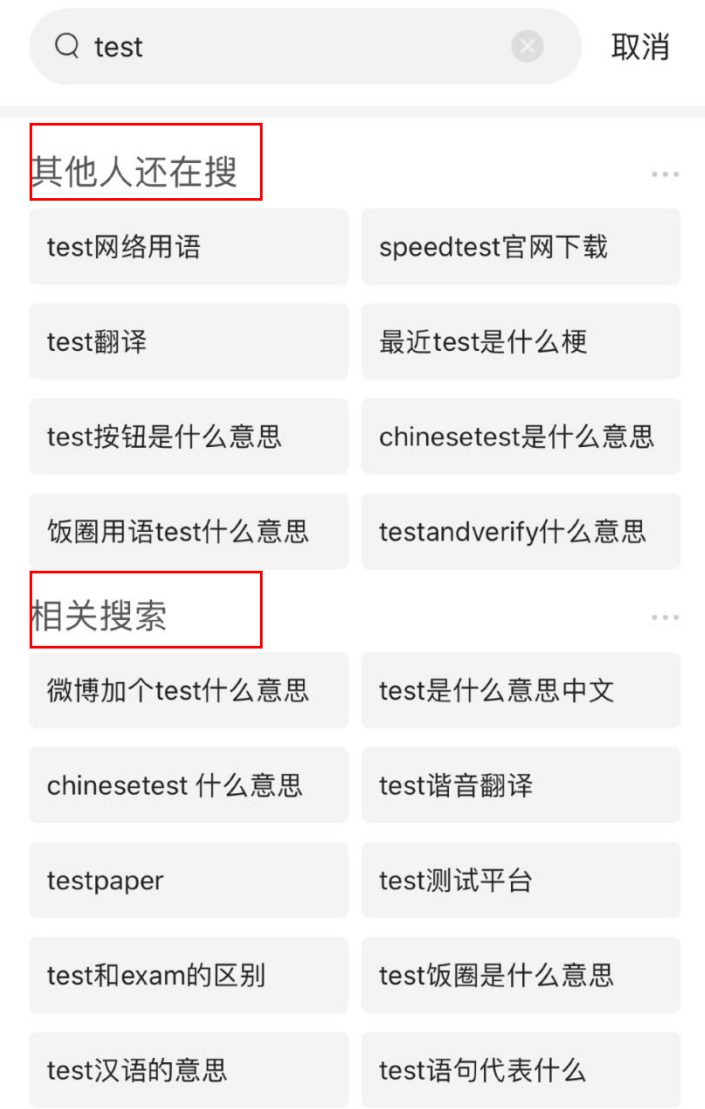 test
取消
其他人还在搜
test网络用语
speedtest官网下载
test翻译
最近test是什么梗
test按钮是什么意思
chinesetest是什么意思
饭圈用语test什么意思
testandverify什么意思
相关搜索
微博加个test什么意思
test是什么意思中文
chinesetest 什么意思
test谐音翻译
testpaper
test测试平台
test和exam的区别
test饭圈是什么意思
test汉语的意思
test语句代表什么